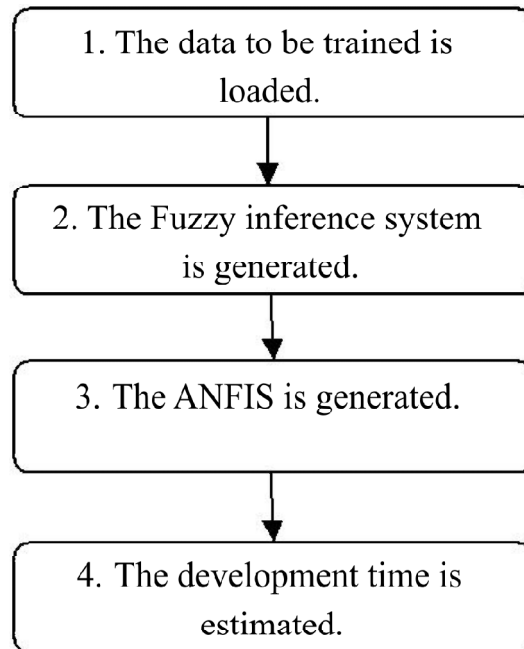 1. The data to be trained is
loaded.
2. The Fuzzy inference system
is generated.
3. The ANFIS is generated.
4. The development time is
estimated.